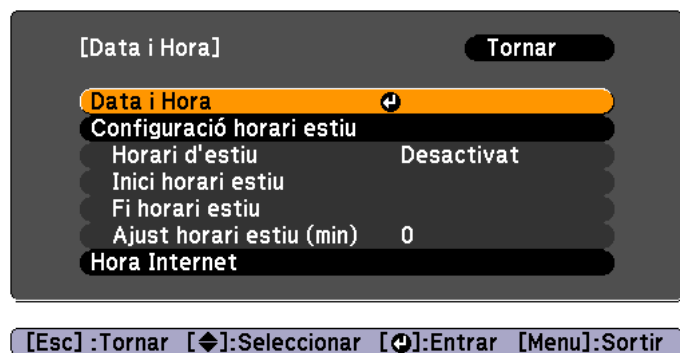 [Data i Hora] Tornar
Data i Hora
Configuració horari estiu
Horari d'estiu Desactivat
Inici horari estiu
Fi horari estiu
Ajust horari estiu (min) 0
Hora Internet
[Esc] :Tornar [◆]:Seleccionar [↵]:Entrar [Menu]:Sortir